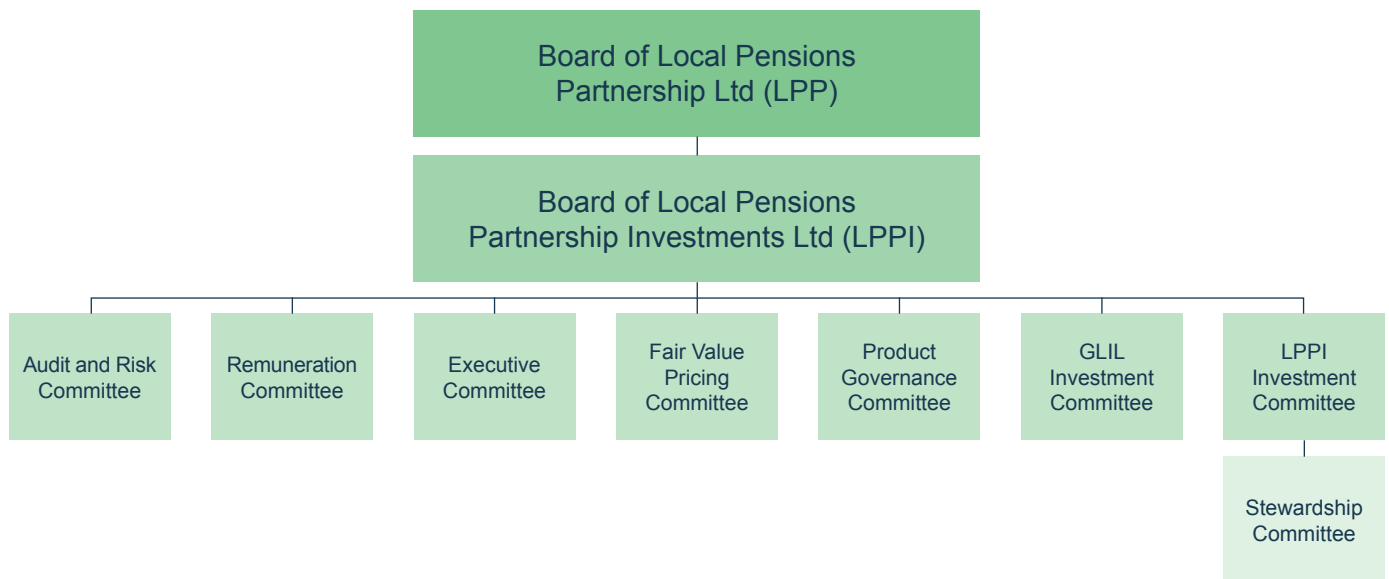 Board of Local Pensions
Partnership Ltd (LPP)
Board of Local Pensions
Partnership Investments Ltd (LPPI)
Audit and Risk
Committee
Remuneration
Committee
Executive
Committee
Fair Value
Pricing
Committee
Product
Governance
Committee
GLIL
Investment
Committee
LPPI
Investment
Committee
Stewardship
Committee